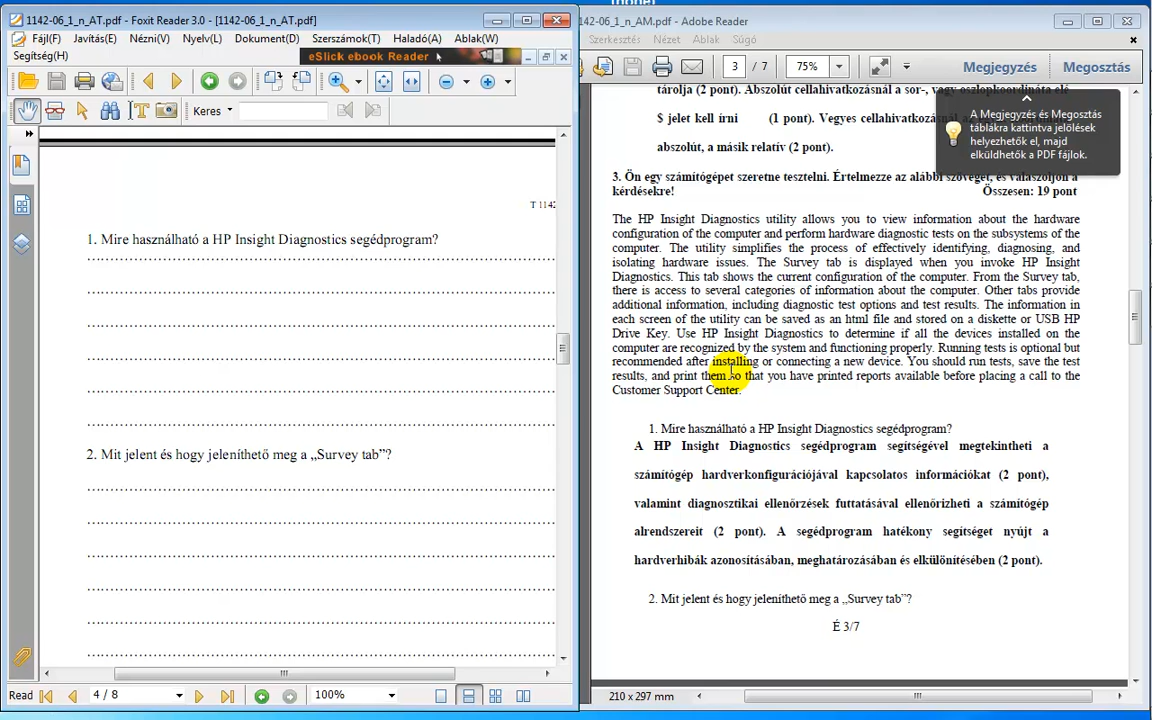 1142-06_1_n_AT.pdf - Foxit Reader 3.0 - [1142-06_1_n_AT.pdf]
Fájl(F) Javítás(E) Nézni(V) Nyelv(L) Dokument(D) Szerszámok(T) Haladó(A) Ablak(W)
Segítség(H)
eSlick ebook Reader
Keres
T 1142
1. Mire használható a HP Insight Diagnostics segédprogram?
2. Mit jelent és hogy jeleníthető meg a „Survey tab”?
Read 4 / 8 100%
1142-06_1_n_AM.pdf - Adobe Reader
Szerkesztés Nézet Ablak Súgó
3 / 7 75% Megjegyzés Megosztás
A Megjegyzés és Megosztás
táblákra kattintva jelölések
helyezhetők el, majd
elküldhetők a PDF fájlok.
tárolja (2 pont). Abszolút cellahivatkozásnál a sor-, vagy oszlopkoordináta elé
$ jelet kell írni (1 pont). Vegyes cellahivatkozásnál
abszolút, a másik relatív (2 pont).
3. Ön egy számítógépet szeretne tesztelni. Értelmezze az alábbi szöveget, és válaszoljon a
kérdésekre! Összesen: 19 pont
The HP Insight Diagnostics utility allows you to view information about the hardware
configuration of the computer and perform hardware diagnostic tests on the subsystems of the
computer. The utility simplifies the process of effectively identifying, diagnosing, and
isolating hardware issues. The Survey tab is displayed when you invoke HP Insight
Diagnostics. This tab shows the current configuration of the computer. From the Survey tab,
there is access to several categories of information about the computer. Other tabs provide
additional information, including diagnostic test options and test results. The information in
each screen of the utility can be saved as an html file and stored on a diskette or USB HP
Drive Key. Use HP Insight Diagnostics to determine if all the devices installed on the
computer are recognized by the system and functioning properly. Running tests is optional but
recommended after installing or connecting a new device. You should run tests, save the test
results, and print them so that you have printed reports available before placing a call to the
Customer Support Center.
1. Mire használható a HP Insight Diagnostics segédprogram?
A HP Insight Diagnostics segédprogram segítségével megtekintheti a
számítógép hardverkonfigurációjával kapcsolatos információkat (2 pont),
valamint diagnosztikai ellenőrzések futtatásával ellenőrizheti a számítógép
alrendszereit (2 pont). A segédprogram hatékony segítséget nyújt a
hardverhibák azonosításában, meghatározásában és elkülönítésében (2 pont).
2. Mit jelent és hogy jeleníthető meg a „Survey tab”?
É 3/7
210 x 297 mm